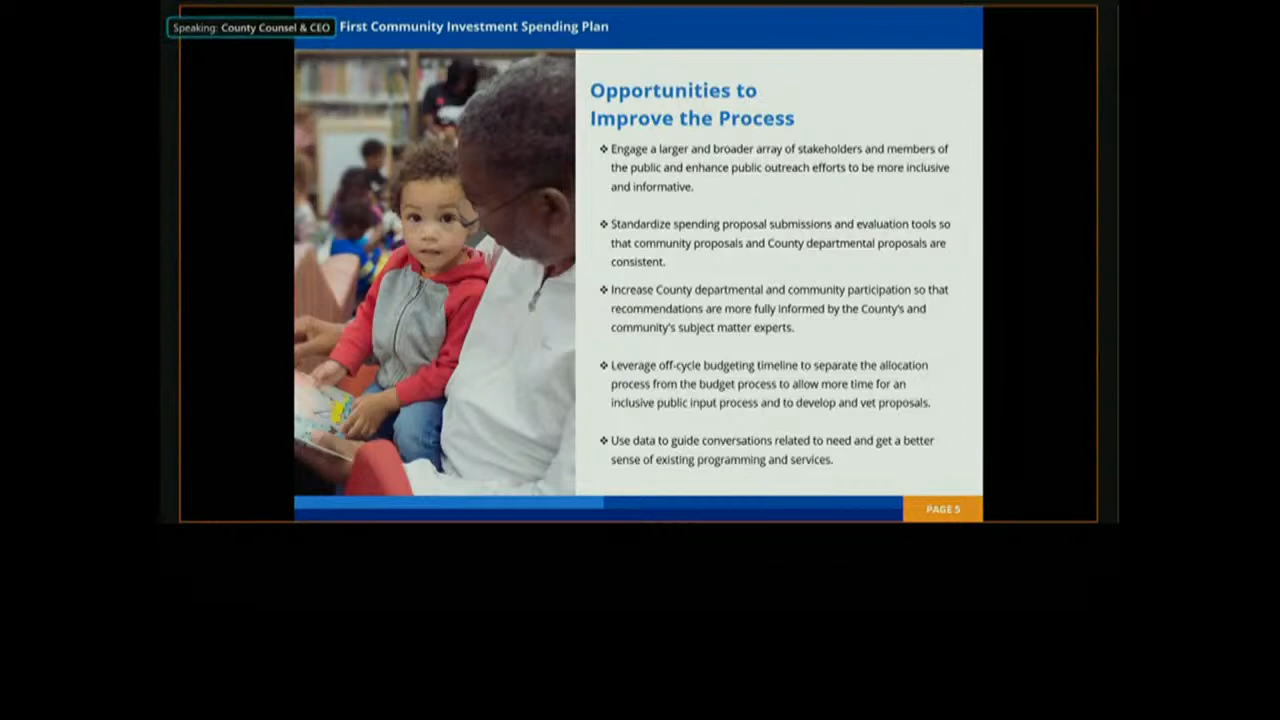 Speaking: County Counsel & CEO
First Community Investment Spending Plan
Opportunities to
Improve the Process
❖ Engage a larger and broader array of stakeholders and members of
the public and enhance public outreach efforts to be more inclusive
and informative.
❖ Standardize spending proposal submissions and evaluation tools so
that community proposals and County departmental proposals are
consistent.
❖ Increase County departmental and community participation so that
recommendations are more fully informed by the County's and
community's subject matter experts.
❖ Leverage off-cycle budgeting timeline to separate the allocation
process from the budget process to allow more time for an
inclusive public input process and to develop and vet proposals.
❖ Use data to guide conversations related to need and get a better
sense of existing programming and services.
PAGE 5